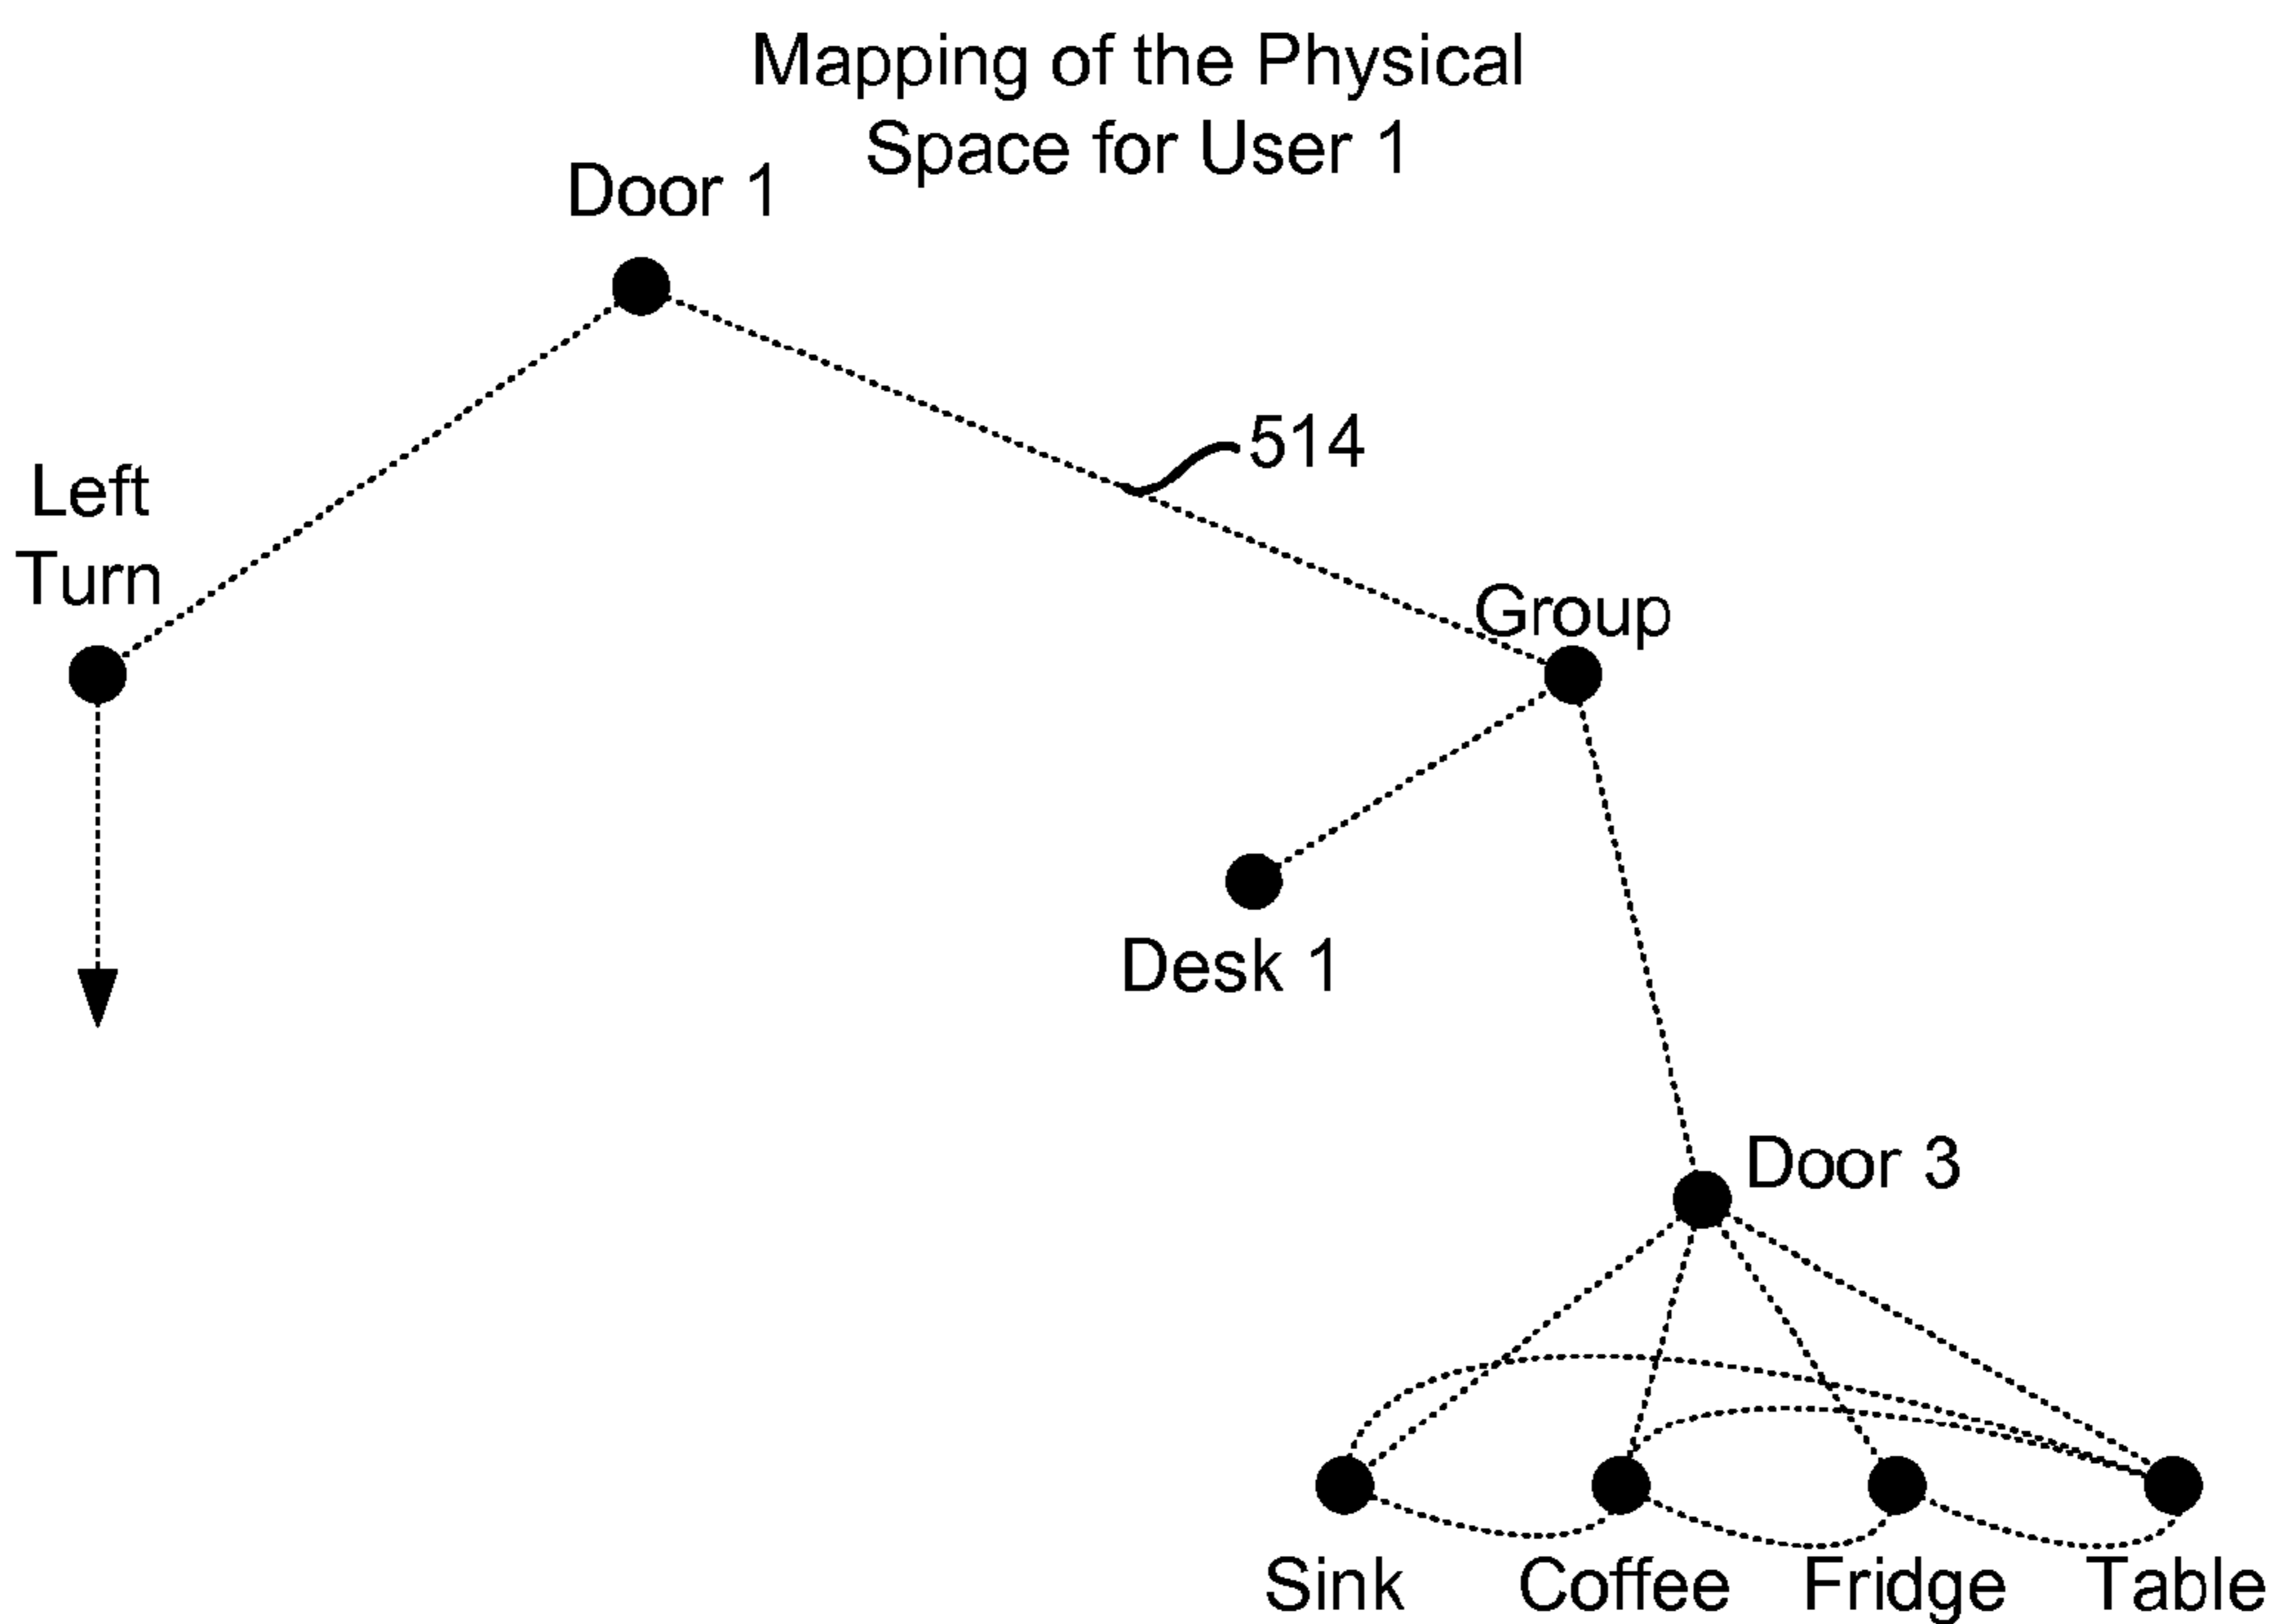 Mapping of the Physical
Space for User 1
Door 1
514
Left
Turn
Group
Desk 1
Door 3
Sink
Coffee
Fridge
Table